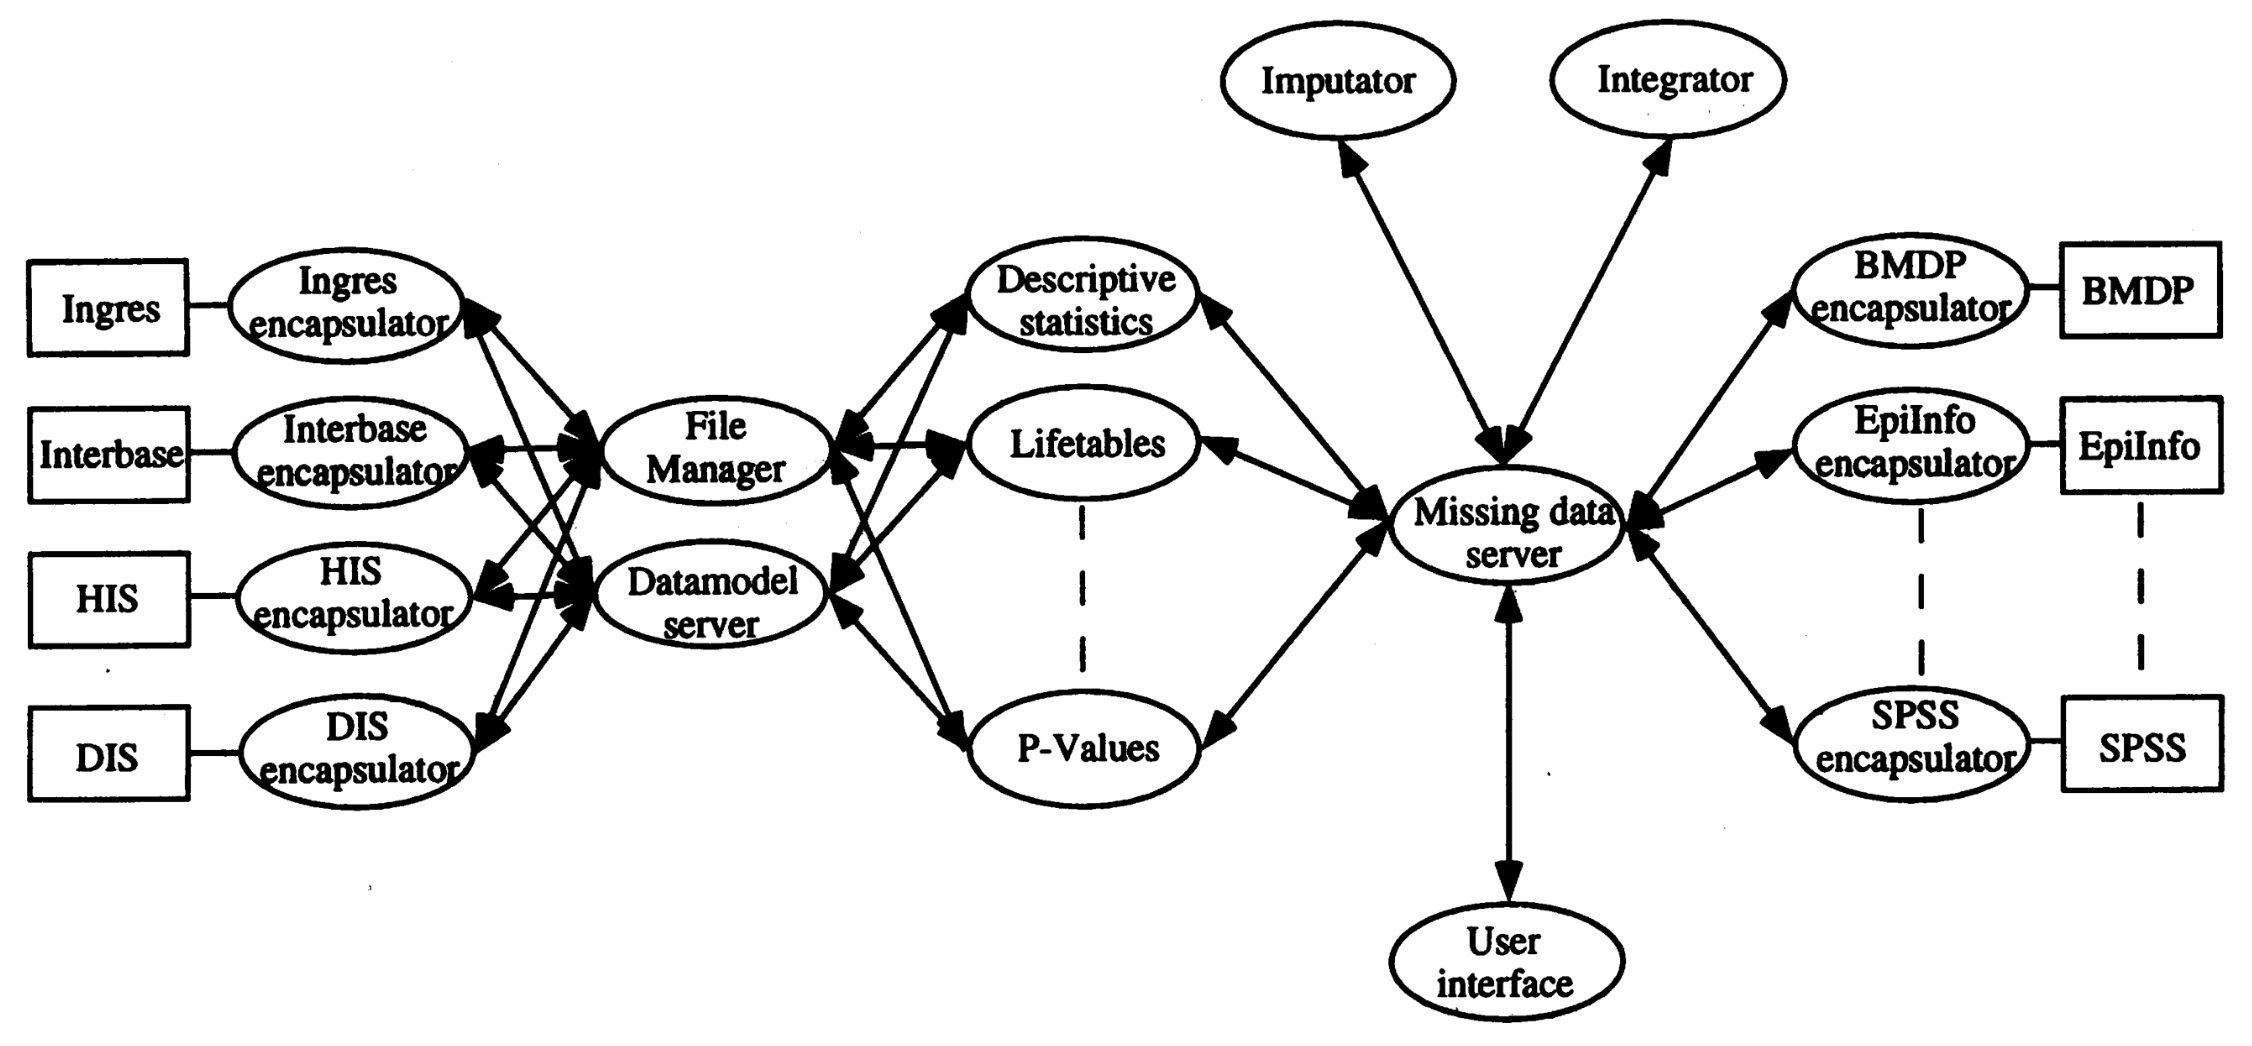 Imputator
Integrator
Ingres
Ingres
encapsulator
Descriptive
statistics
BMDP
encapsulator
BMDP
Interbase
Interbase
encapsulator
File
Manager
Lifetables
EpiInfo
encapsulator
EpiInfo
Missing data
server
HIS
HIS
encapsulator
Datamodel
server
DIS
DIS
encapsulator
P-Values
SPSS
encapsulator
SPSS
User
interface